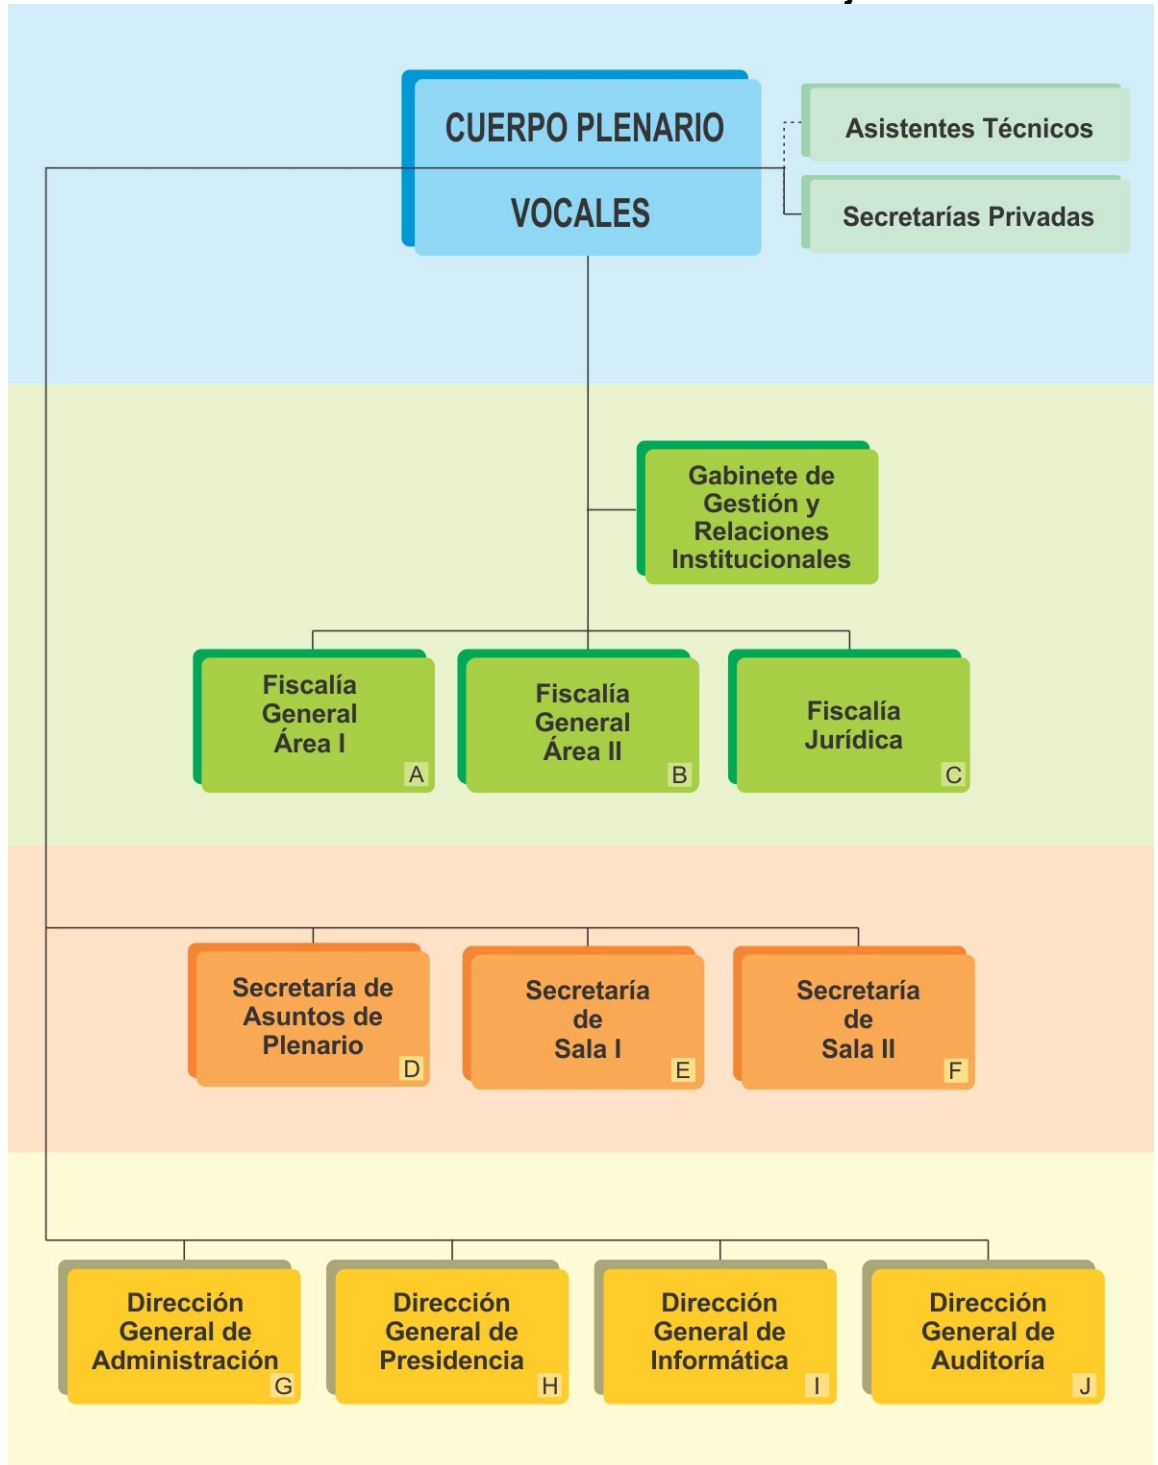 CUERPO PLENARIO
VOCALES
Asistentes Técnicos
Secretarías Privadas
Gabinete de
Gestión y
Relaciones
Institucionales
Fiscalía
General
Área I
A
Fiscalía
General
Área II
B
Fiscalía
Jurídica
C
Secretaría de
Asuntos de
Plenario
D
Secretaría
de
Sala I
E
Secretaría
de
Sala II
F
Dirección
General de
Administración
G
Dirección
General de
Presidencia
H
Dirección
General de
Informática
I
Dirección
General de
Auditoría
J